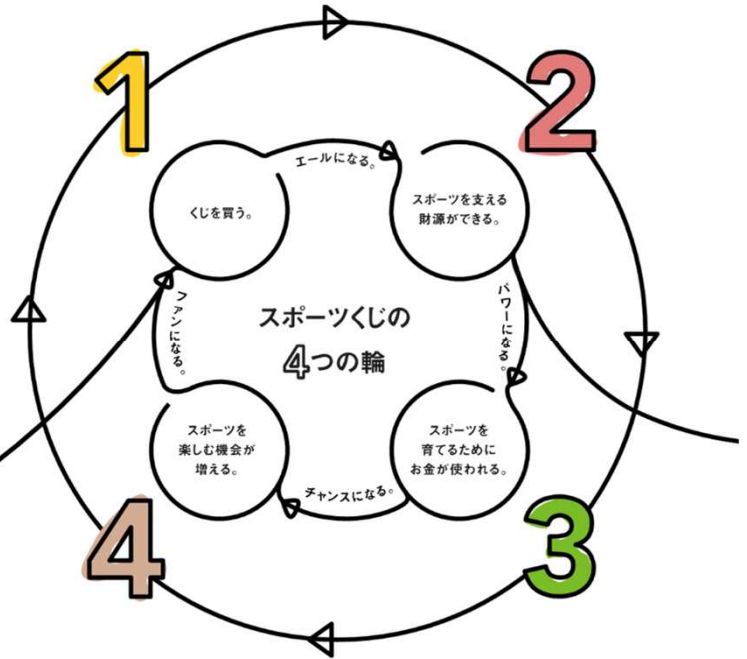 1
くじを買う。
エールになる。
2
スポーツを支える
財源ができる。
パワーになる。
スポーツくじの
4つの輪
3
スポーツを
育てるために
お金が使われる。
チャンスになる。
4
スポーツを
楽しむ機会が
増える。
ファンになる。